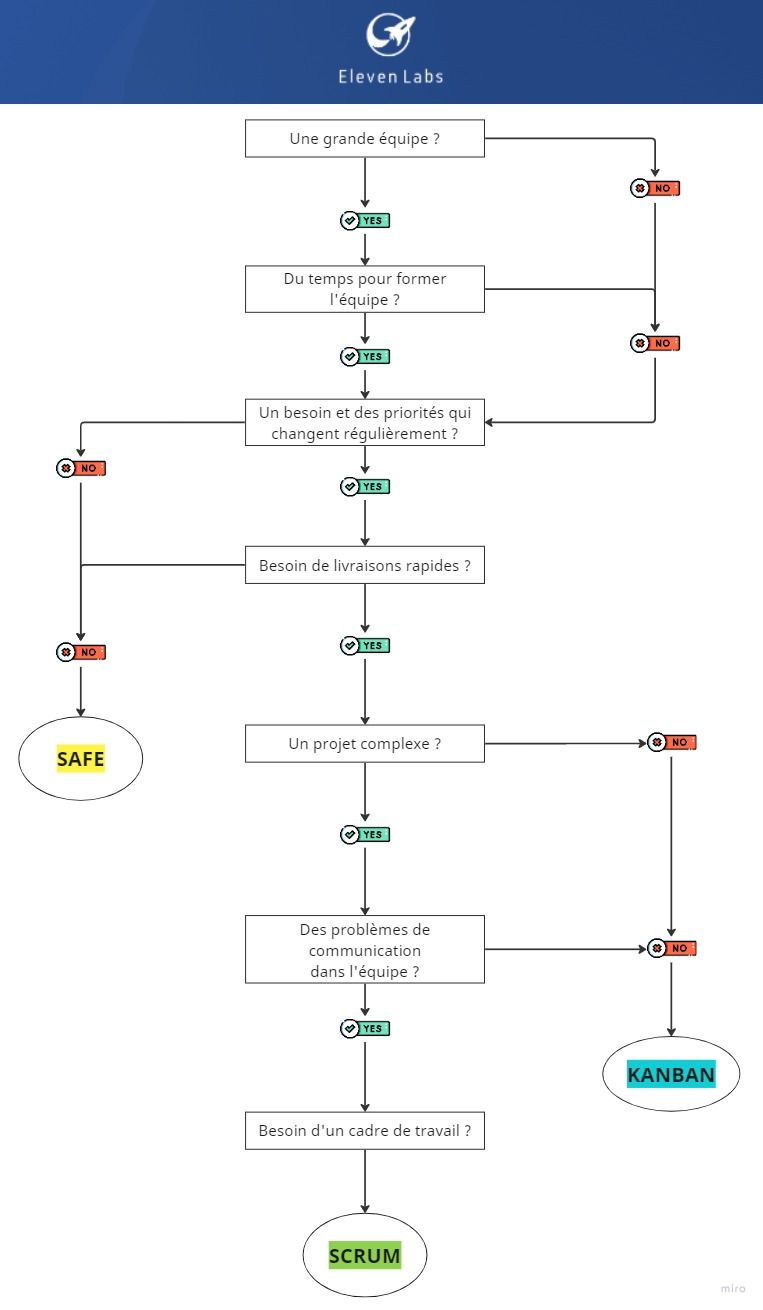 Eleven Labs
Une grande équipe ?
NO
YES
Du temps pour former
l'équipe ?
NO
YES
Un besoin et des priorités qui
changent régulièrement ?
NO
YES
Besoin de livraisons rapides ?
NO
YES
SAFE
Un projet complexe ?
NO
YES
Des problèmes de
communication
dans l'équipe ?
NO
YES
KANBAN
Besoin d'un cadre de travail ?
SCRUM
miro